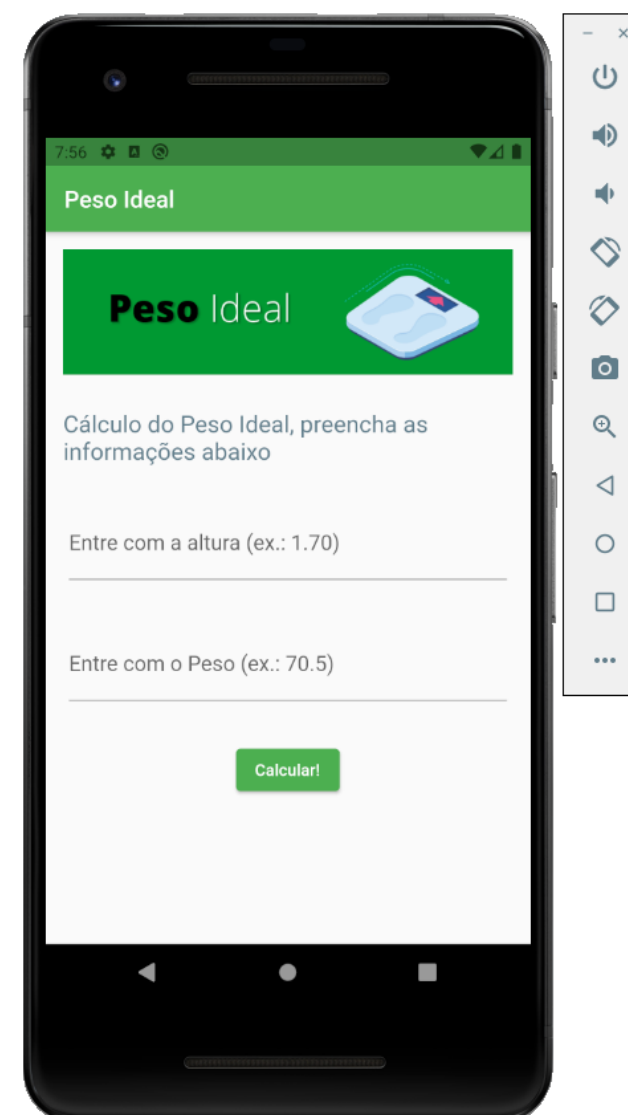 7:56
Peso Ideal
Peso Ideal
Cálculo do Peso Ideal, preencha as
informações abaixo
Entre com a altura (ex.: 1.70)
Entre com o Peso (ex.: 70.5)
Calcular!